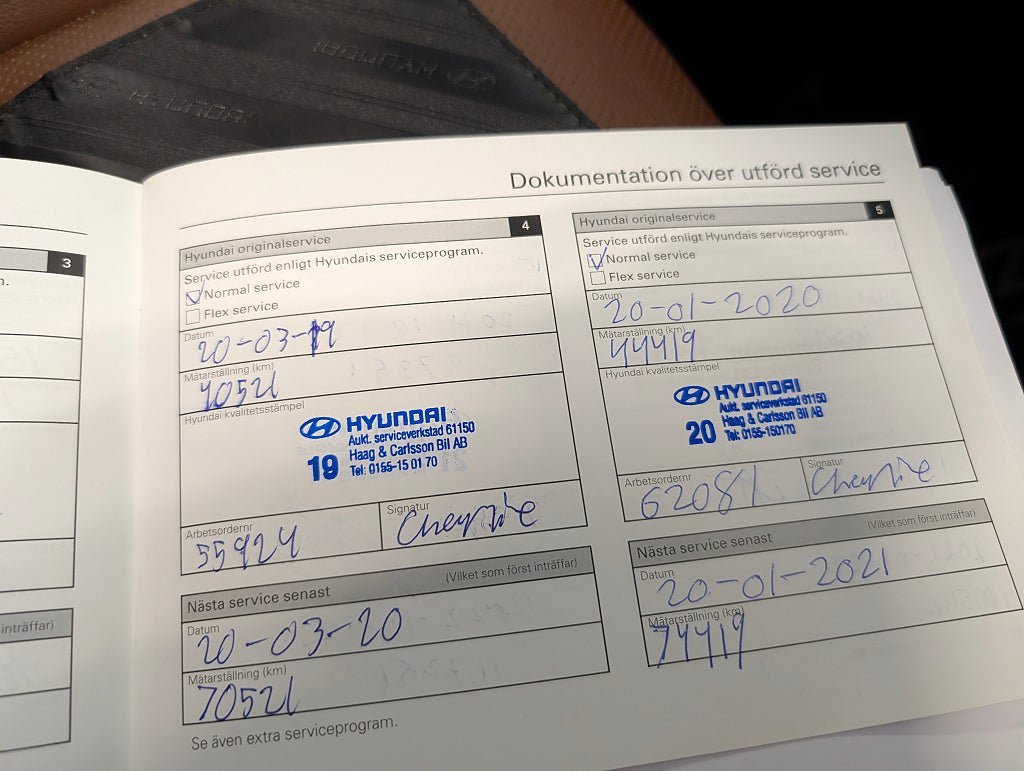 HYUNDAI
HYUNDAI
Dokumentation över utförd service
3
n.
inträffar)
4
Hyundai originalservice
Service utförd enligt Hyundais serviceprogram.
Normal service
Flex service
Datum
20-03-19
Mätarställning (km)
40521
Hyundai kvalitetsstämpel
HYUNDAI
Aukt. serviceverkstad 61150
19 Haag & Carlsson Bil AB
Tel: 0155-15 01 70
Arbetsordernr
55924
Signatur
Nästa service senast
(Vilket som först inträffar)
Datum
20-03-20
Mätarställning (km)
70521
Se även extra serviceprogram.
5
Hyundai originalservice
Service utförd enligt Hyundais serviceprogram.
Normal service
Flex service
Datum
20-01-2020
Mätarställning (km)
44419
Hyundai kvalitetsstämpel
HYUNDAI
Aukt. serviceverkstad 61150
20 Haag & Carlsson Bil AB
Tel: 0155-150170
Arbetsordernr
62081
Signatur
Nästa service senast
(Vilket som först inträffar)
Datum
20-01-2021
Mätarställning (km)
74419